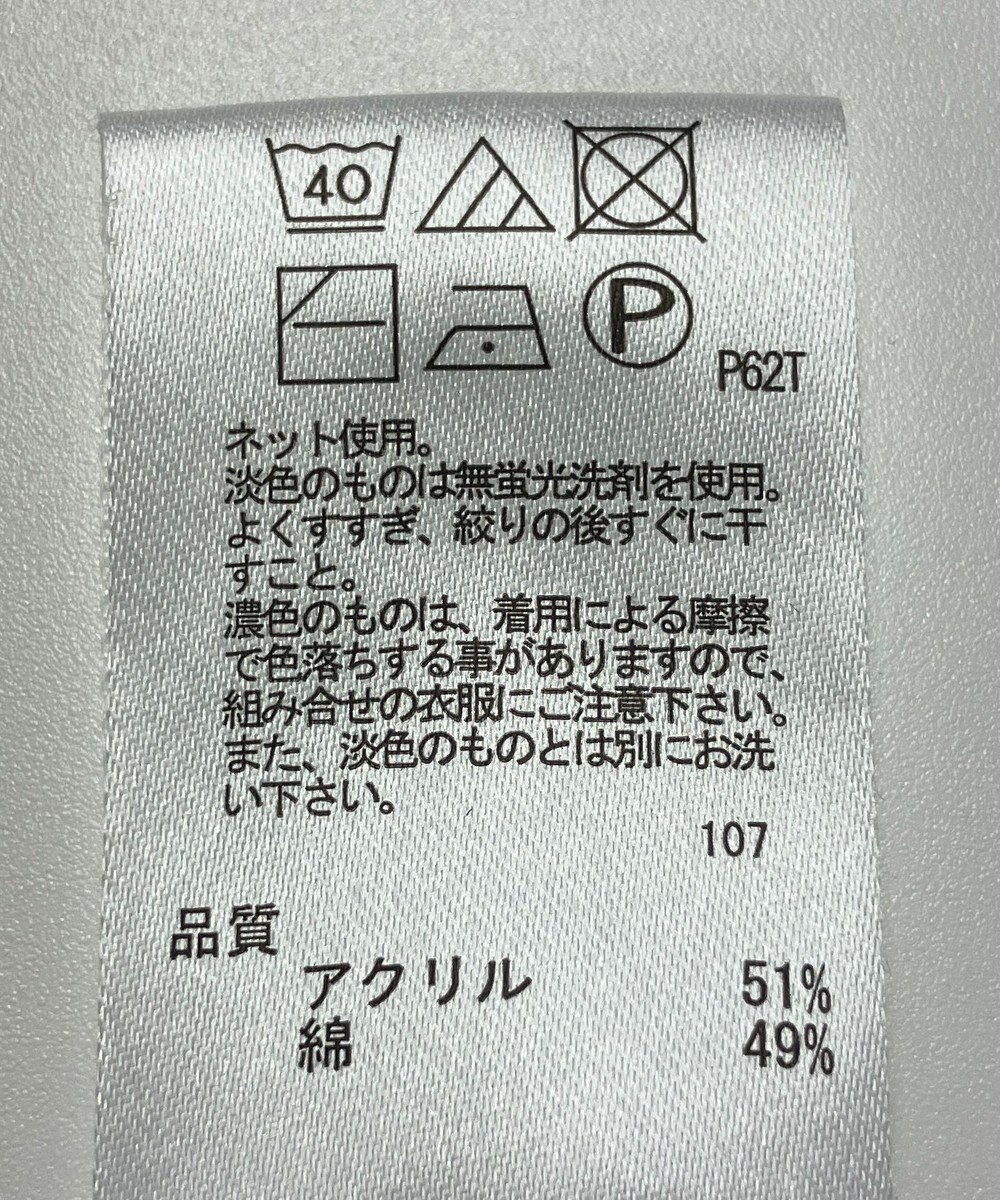 40
P
P62T
ネット使用。
淡色のものは無蛍光洗剤を使用。
よくすすぎ、絞りの後すぐに干
すこと。
濃色のものは、着用による摩擦
で色落ちする事がありますので、
組み合せの衣服にご注意下さい。
また、淡色のものとは別にお洗
い下さい。
107
品質
アクリル 51%
綿 49%